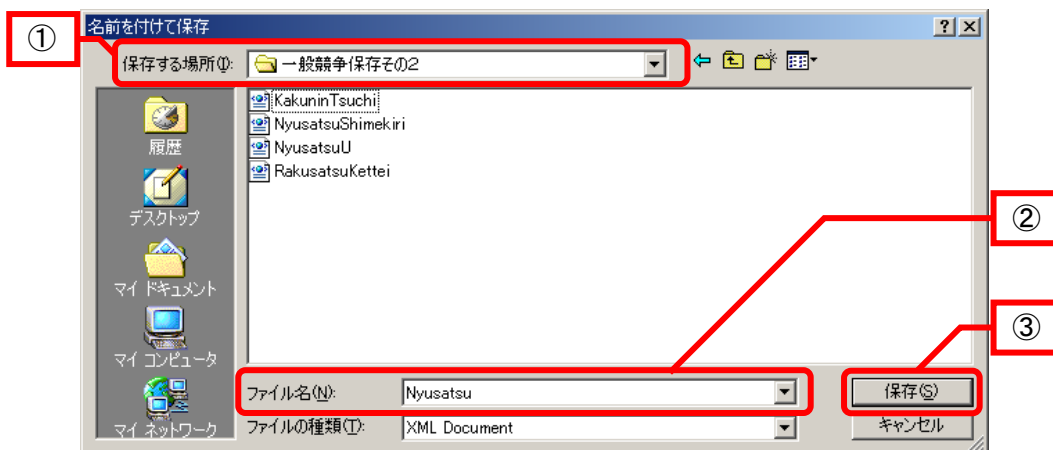 ①
名前を付けて保存
保存する場所(I):
一般競争保存その2
履歴
デスクトップ
マイ ドキュメント
マイ コンピュータ
マイ ネットワーク
KakuninTsuchi
NyusatsuShimekiri
NyusatsuU
RakusatsuKettei
②
③
ファイル名(N):
Nyusatsu
保存(S)
ファイルの種類(T):
XML Document
キャンセル